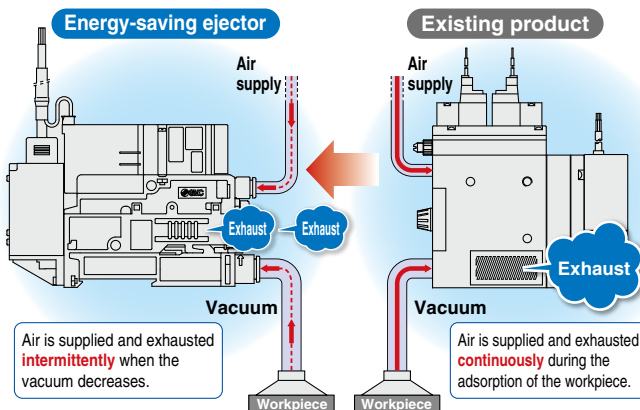 Energy-saving ejector
Existing product
Air
supply
Air
supply
SMC
Exhaust
Exhaust
Exhaust
Vacuum
Vacuum
Air is supplied and exhausted
intermittently when the
vacuum decreases.
Air is supplied and exhausted
continuously during the
adsorption of the workpiece.
Workpiece
Workpiece